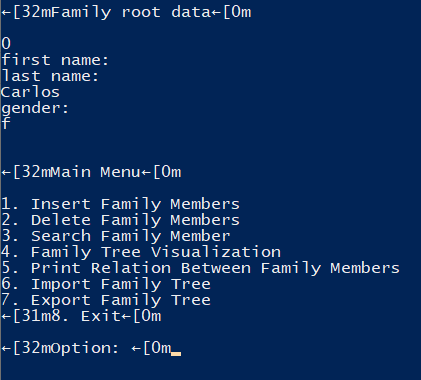 ←[32mFamily root data←[0m
0
first name:
last name:
Carlos
gender:
f
←[32mMain Menu←[0m
1. Insert Family Members
2. Delete Family Members
3. Search Family Member
4. Family Tree Visualization
5. Print Relation Between Family Members
6. Import Family Tree
7. Export Family Tree
←[31m8. Exit←[0m
←[32mOption: ←[0m